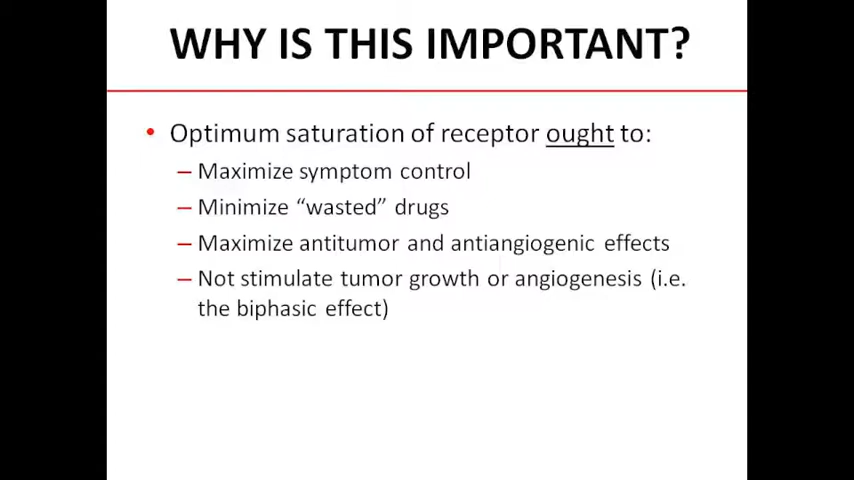 WHY IS THIS IMPORTANT?
• Optimum saturation of receptor ought to:
– Maximize symptom control
– Minimize “wasted” drugs
– Maximize antitumor and antiangiogenic effects
– Not stimulate tumor growth or angiogenesis (i.e.
the biphasic effect)